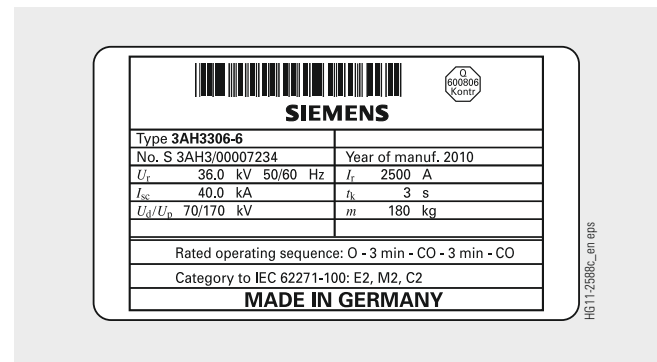 Q
600806
Kontr
SIEMENS
Type 3AH3306-6
No. S 3AH3/00007234 Year of manuf. 2010
Ur 36.0 kV 50/60 Hz Ir 2500 A
Isc 40.0 kA tk 3 s
Ud/Up 70/170 kV m 180 kg
Rated operating sequence: O - 3 min - CO - 3 min - CO
Category to IEC 62271-100: E2, M2, C2
MADE IN GERMANY
HG11-2588c_en eps